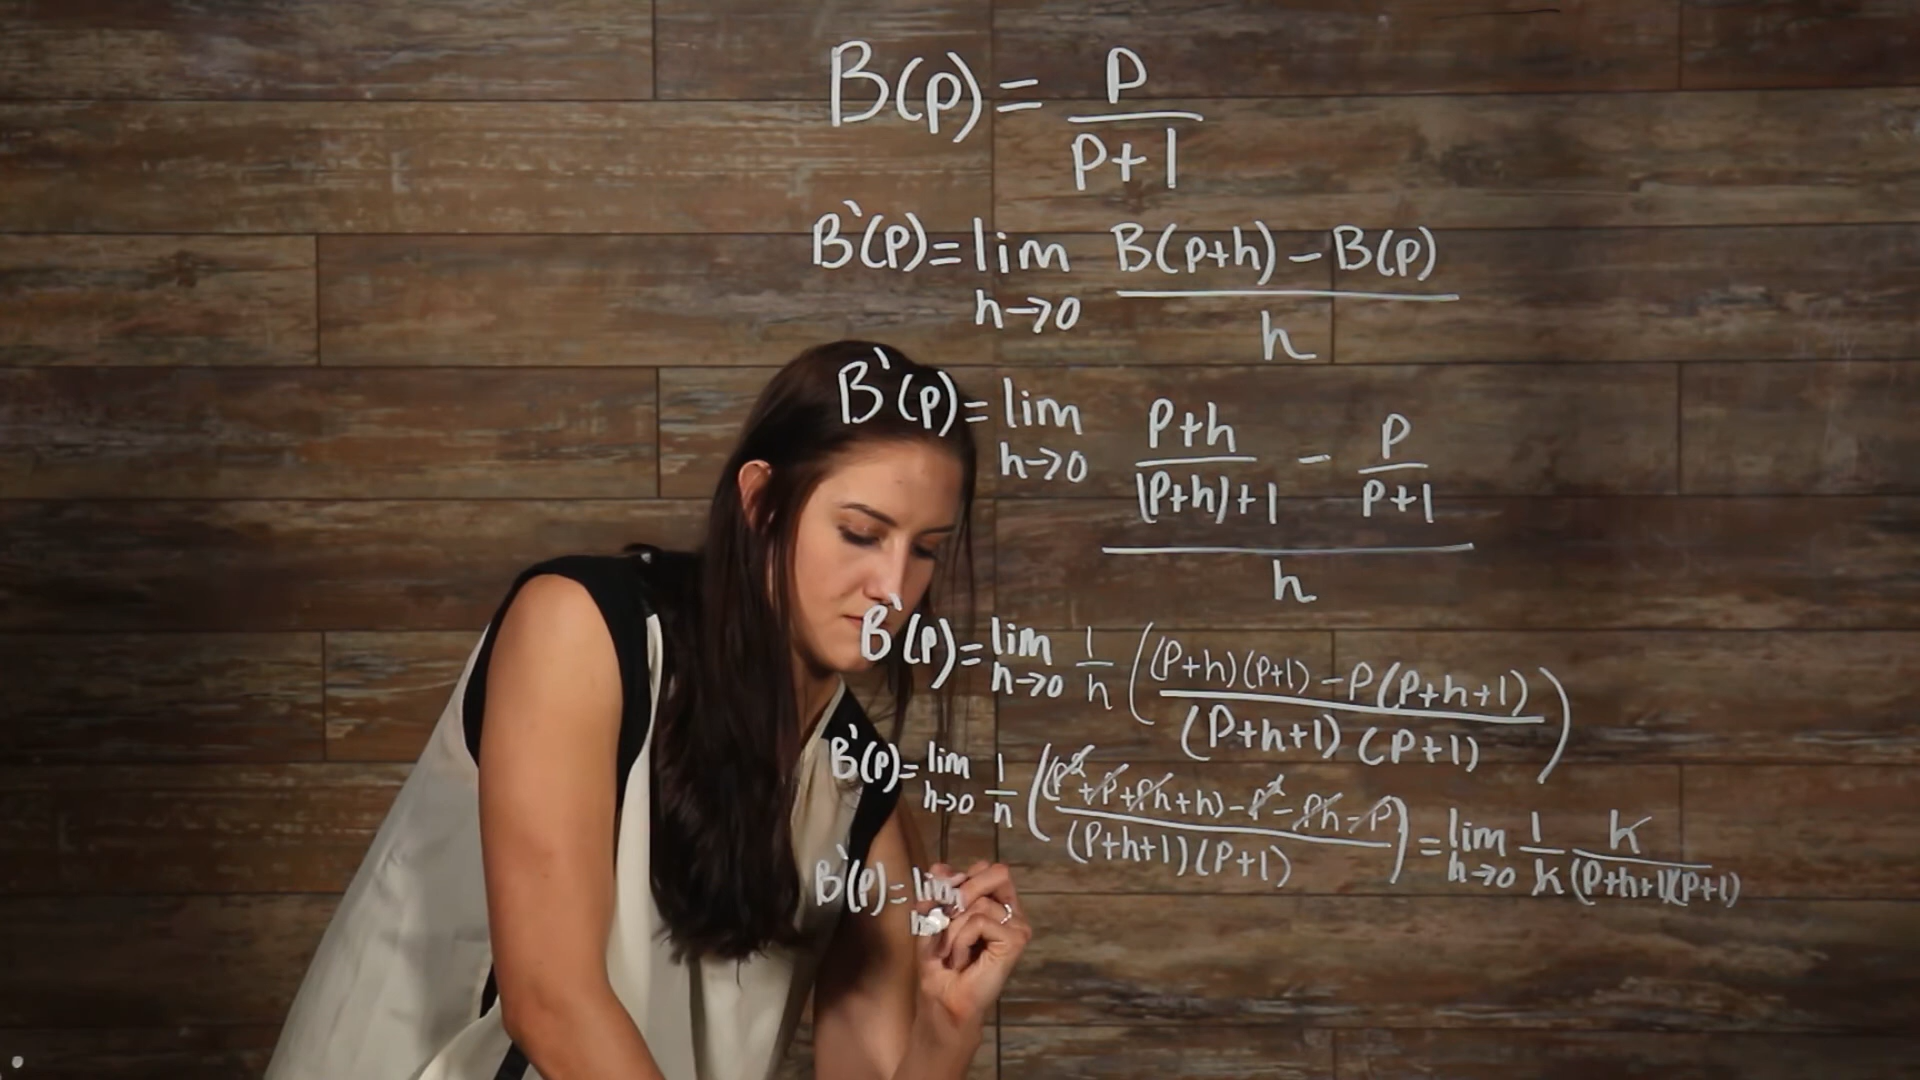 B`(p) = P/(P+1)
B`(p) = lim h→0 (B(p+h) – B(p))/h
B`(p) = lim h→0 ((P+h)/((P+h)+1) – P/(P+1))/h
B`(p) = lim h→0 1/h ((P+h)(P+1) – P(P+h+1))/((P+h+1)(P+1))
B`(p) = lim h→0 1/h ((P²+P+Ph+h) – P² – Ph – P)/((P+h+1)(P+1)) = lim h→0 1/h h/((P+h+1)(P+1))
B`(p) = lim